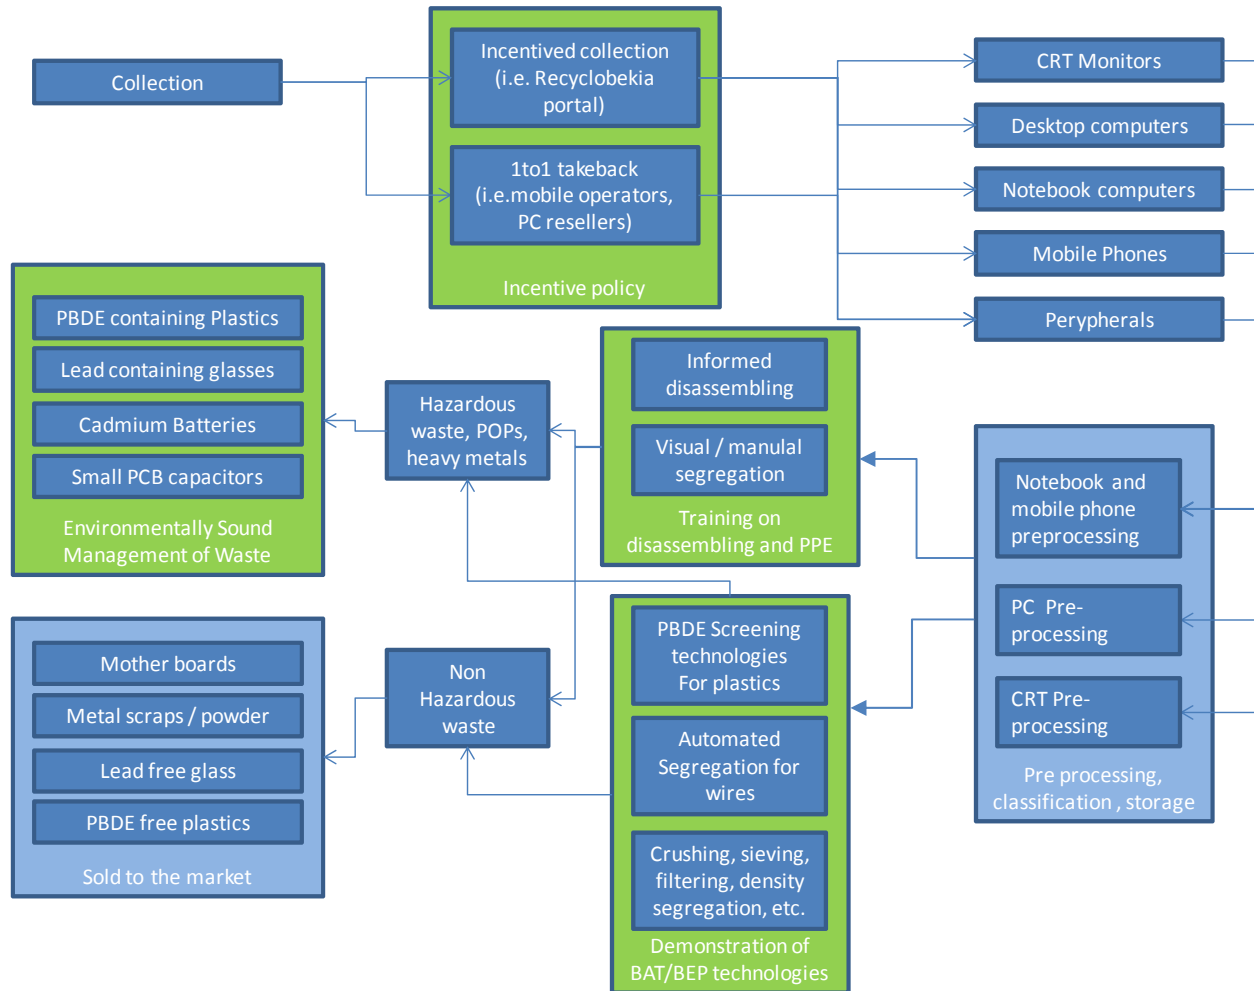 Collection
Incentived collection
(i.e. Recyclobekia
portal)
1to1 takeback
(i.e.mobile operators,
PC resellers)
Incentive policy
CRT Monitors
Desktop computers
Notebook computers
Mobile Phones
Perypherals
PBDE containing Plastics
Lead containing glasses
Cadmium Batteries
Small PCB capacitors
Environmentally Sound
Management of Waste
Hazardous
waste, POPs,
heavy metals
Informed
disassembling
Visual / manulal
segregation
Training on
disassembling and PPE
Notebook and
mobile phone
preprocessing
PC Pre-
processing
CRT Pre-
processing
Pre processing,
classification , storage
Mother boards
Metal scraps / powder
Lead free glass
PBDE free plastics
Sold to the market
Non
Hazardous
waste
PBDE Screening
technologies
For plastics
Automated
Segregation for
wires
Crushing, sieving,
filtering, density
segregation, etc.
Demonstration of
BAT/BEP technologies